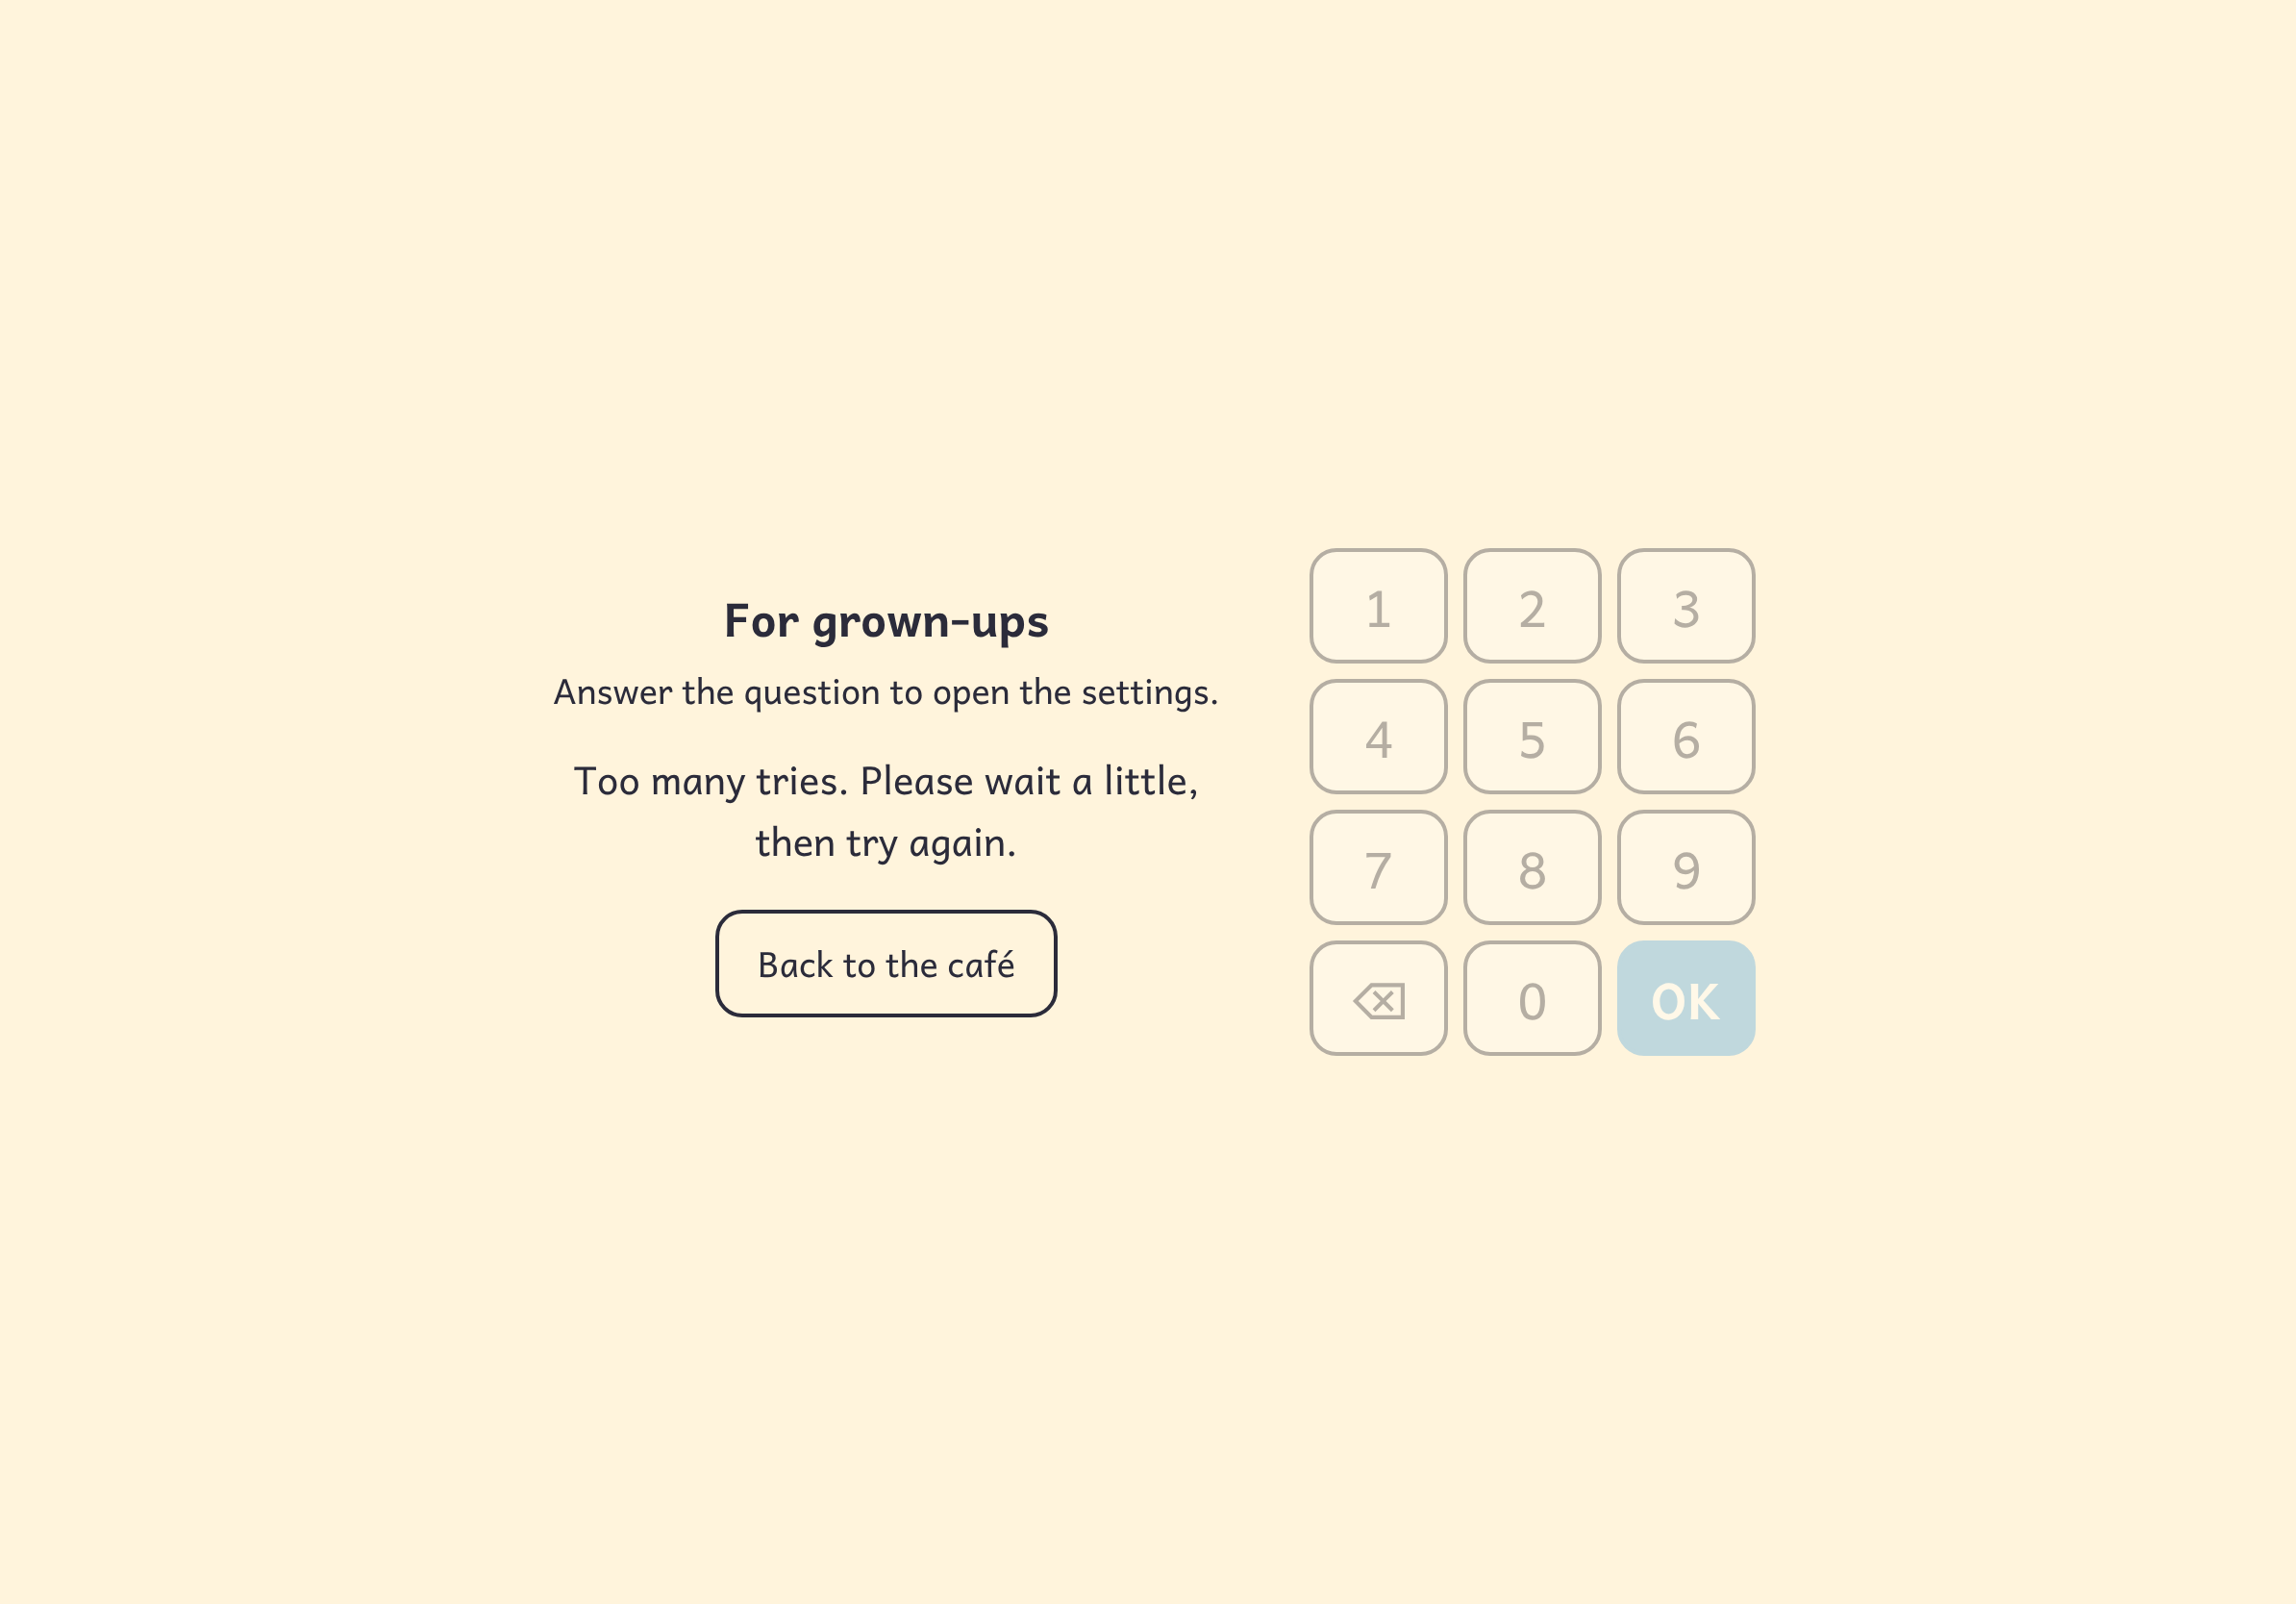 For grown-ups
Answer the question to open the settings.
Too many tries. Please wait a little,
then try again.
Back to the café
1 2 3
4 5 6
7 8 9
0 OK